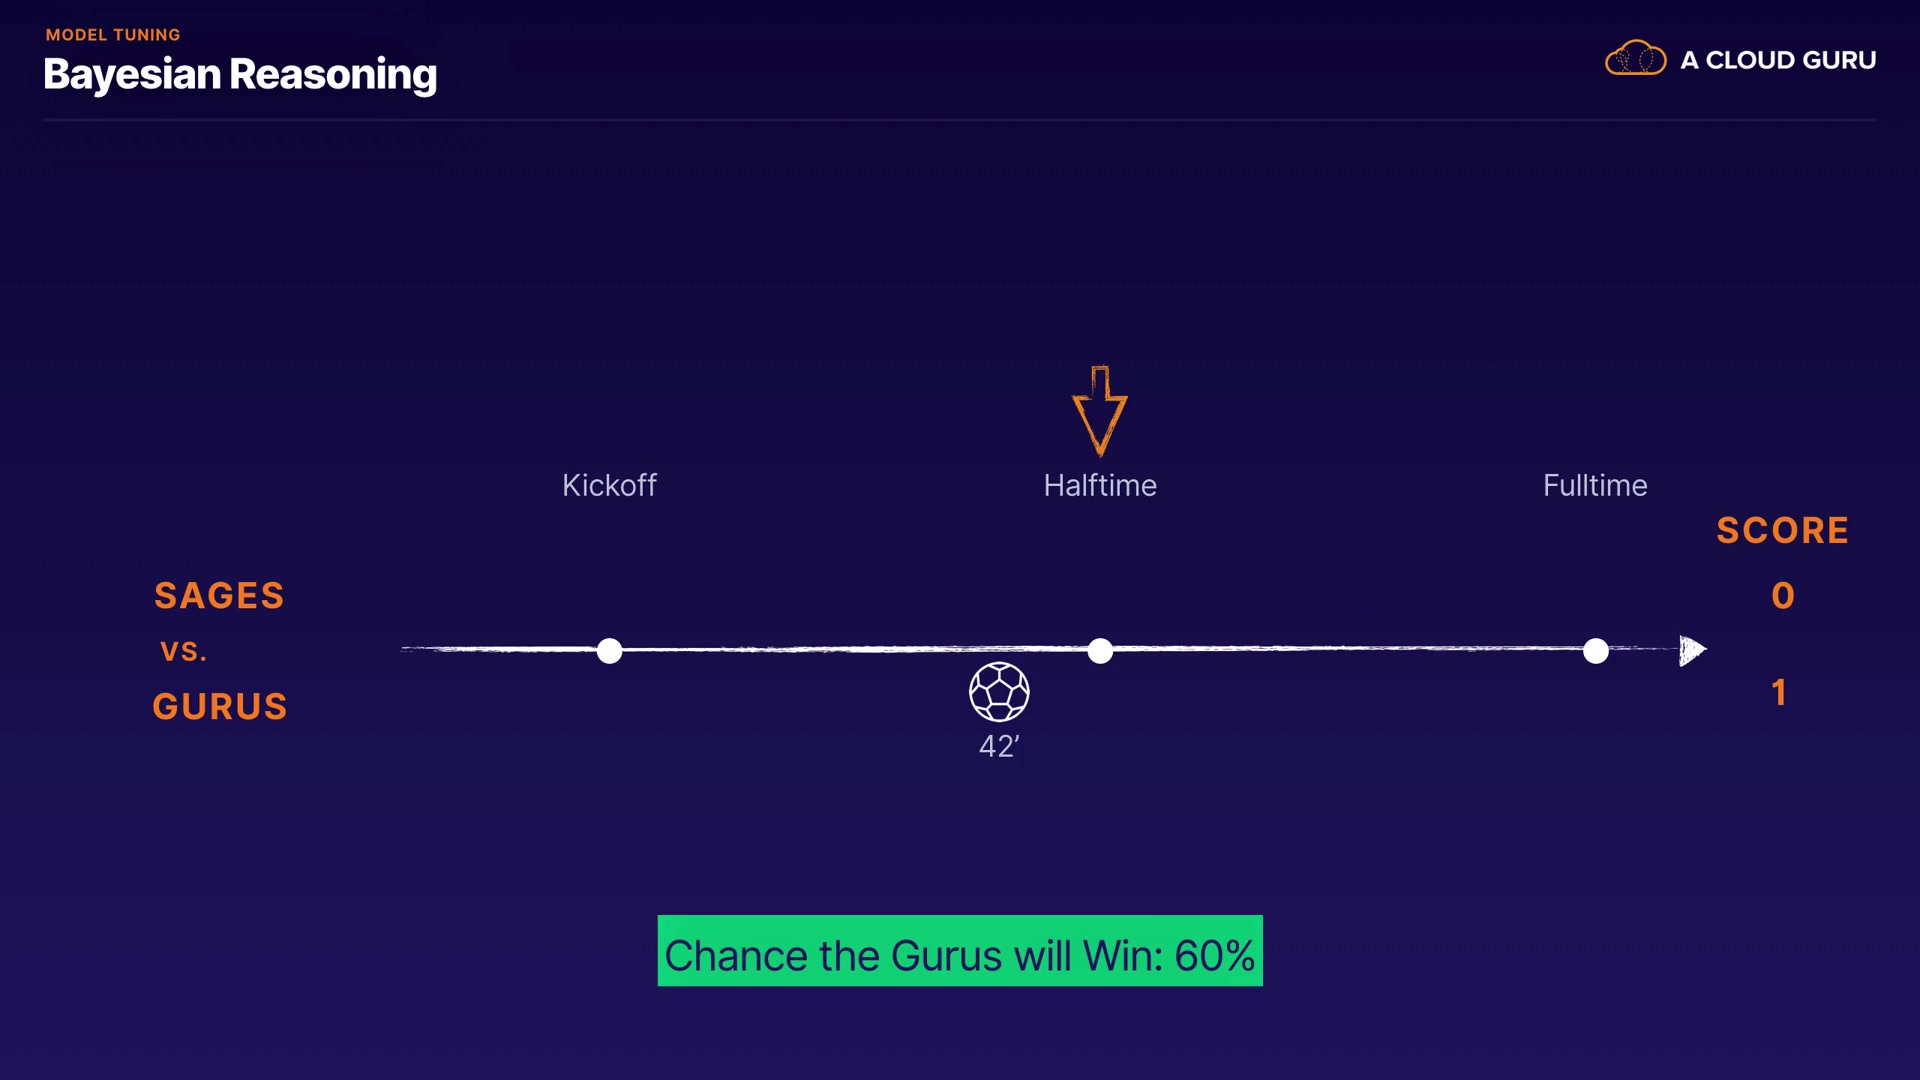 MODEL TUNING
Bayesian Reasoning
A CLOUD GURU
Kickoff Halftime Fulltime
SCORE
SAGES 0
VS.
GURUS 1
42’
Chance the Gurus will Win: 60%